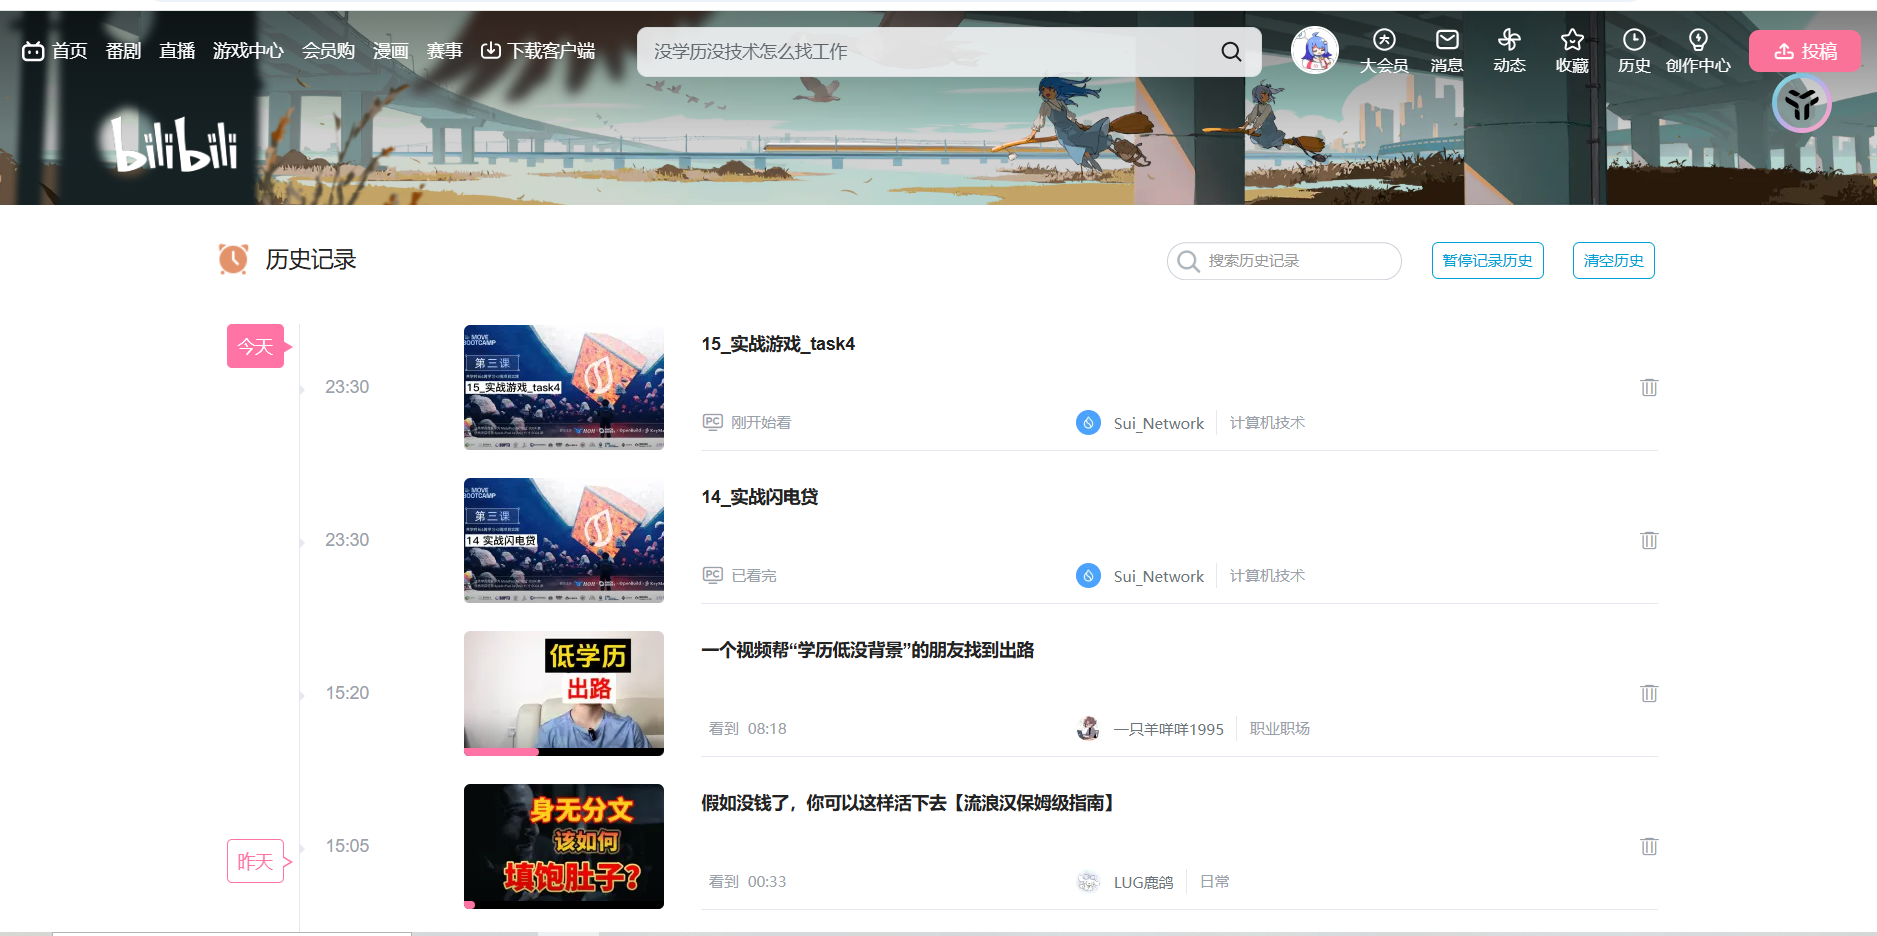 首页 番剧 直播 游戏中心 会员购 漫画 赛事 下载客户端
没学历没技术怎么找工作
大会员 消息 动态 收藏 历史 创作中心 投稿
bilibili
历史记录
搜索历史记录
暂停记录历史
清空历史
今天
23:30
MOVE
BOOTCAMP
第三课
15_实战游戏_task4
15_实战游戏_task4
PC 刚开始看
Sui_Network 计算机技术
23:30
MOVE
BOOTCAMP
第三课
14 实战闪电贷
14_实战闪电贷
PC 已看完
Sui_Network 计算机技术
15:20
低学历
出路
一个视频帮“学历低没背景”的朋友找到出路
看到 08:18
一只羊咩咩1995 职业职场
昨天
15:05
身无分文
该如何
填饱肚子?
假如没钱了，你可以这样活下去【流浪汉保姆级指南】
看到 00:33
LUG鹿鸽 日常